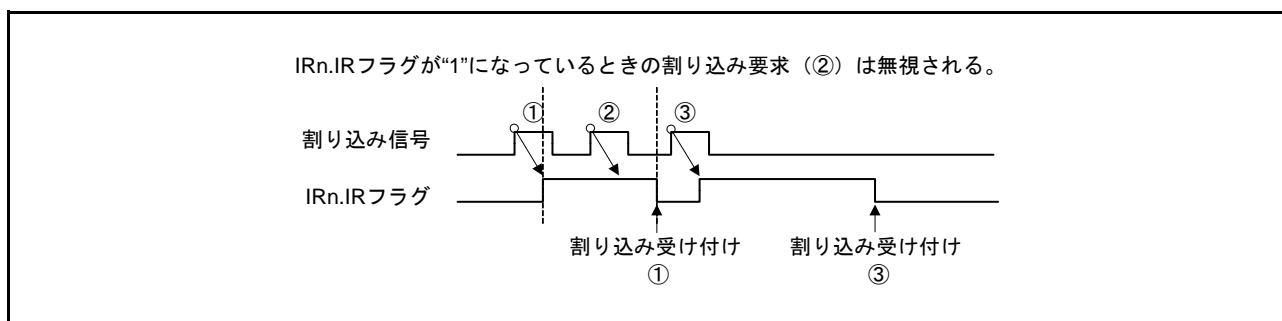 IRn.IRフラグが“1”になっているときの割り込み要求（②）は無視される。
① ② ③
割り込み信号
IRn.IRフラグ
割り込み受け付け 割り込み受け付け
① ③